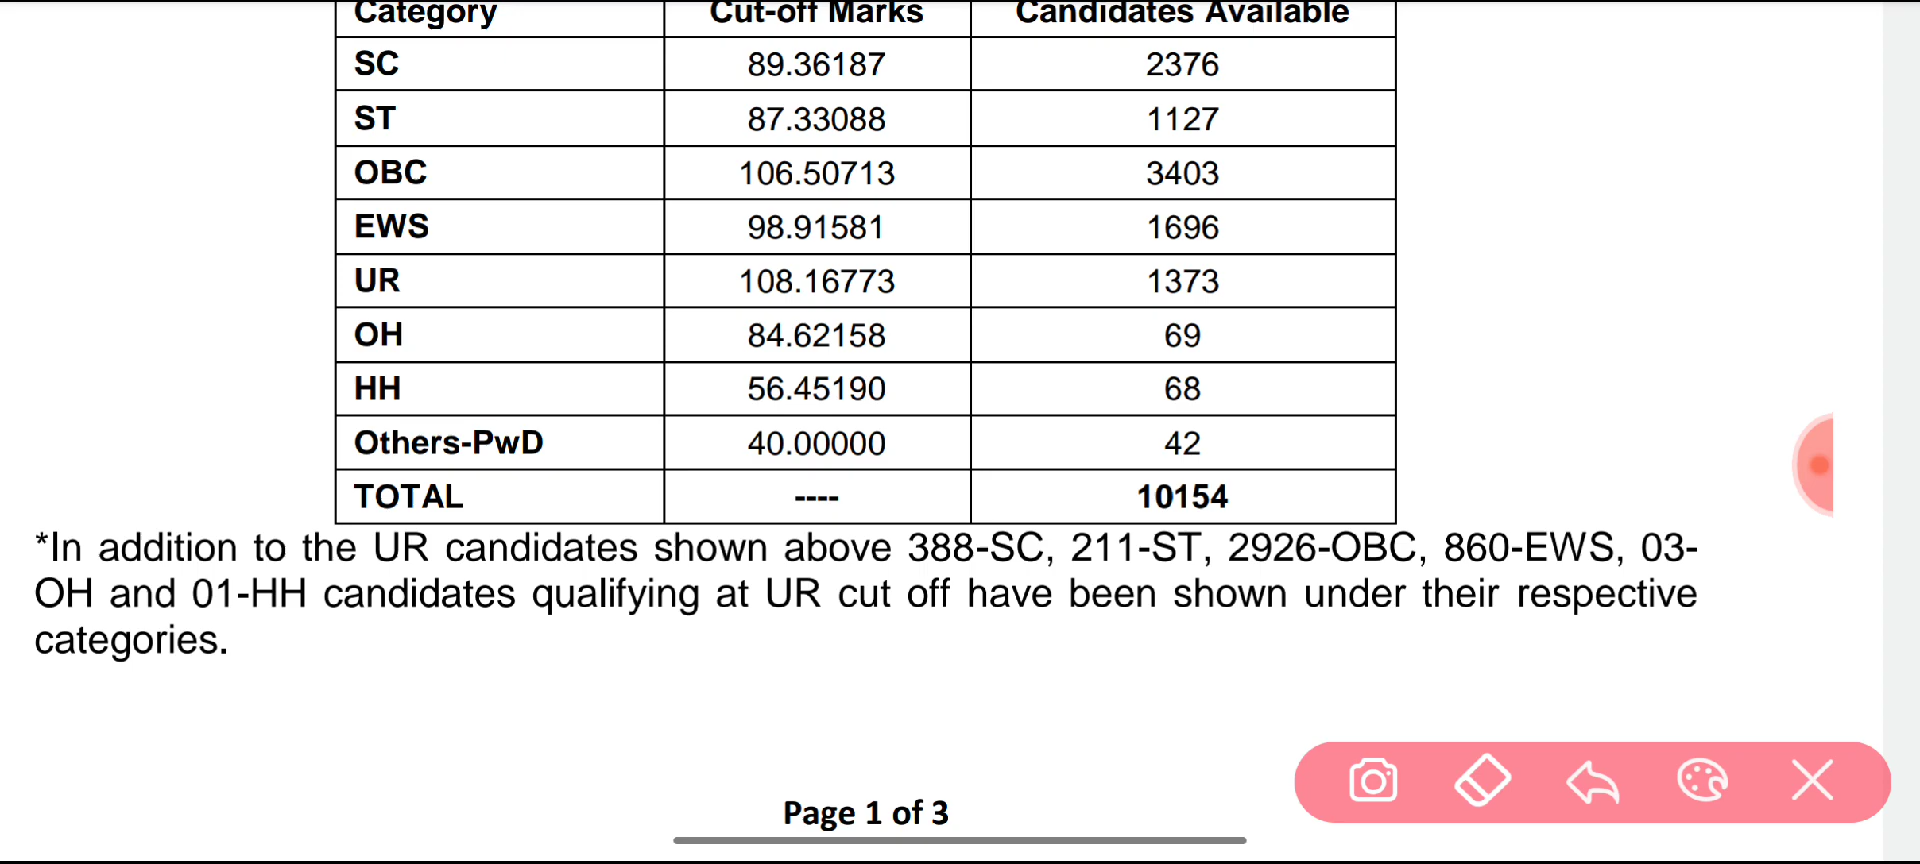 Category Cut-off Marks Candidates Available
SC 89.36187 2376
ST 87.33088 1127
OBC 106.50713 3403
EWS 98.91581 1696
UR 108.16773 1373
OH 84.62158 69
HH 56.45190 68
Others-PwD 40.00000 42
TOTAL ---- 10154
*In addition to the UR candidates shown above 388-SC, 211-ST, 2926-OBC, 860-EWS, 03-
OH and 01-HH candidates qualifying at UR cut off have been shown under their respective
categories.
Page 1 of 3